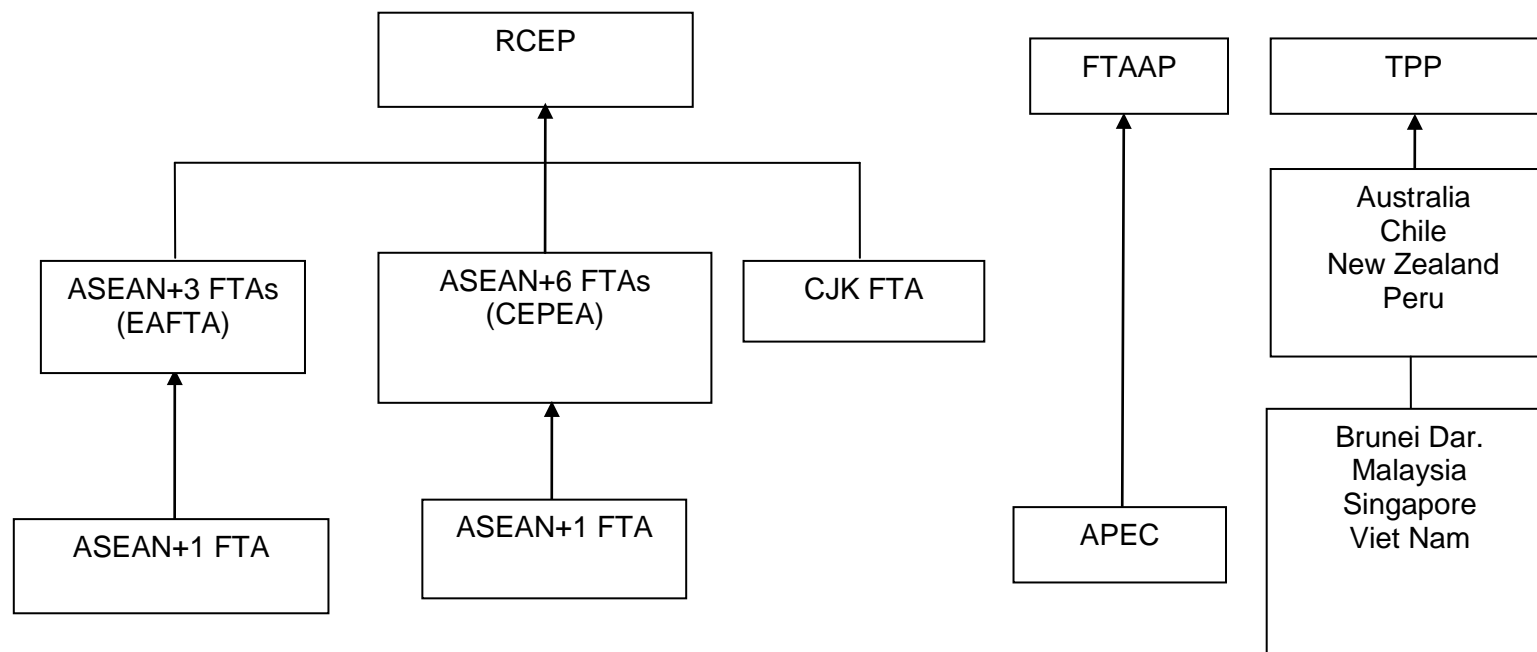 RCEP
FTAAP
TPP
ASEAN+3 FTAs
(EAFTA)
ASEAN+6 FTAs
(CEPEA)
CJK FTA
Australia
Chile
New Zealand
Peru
ASEAN+1 FTA
ASEAN+1 FTA
APEC
Brunei Dar.
Malaysia
Singapore
Viet Nam